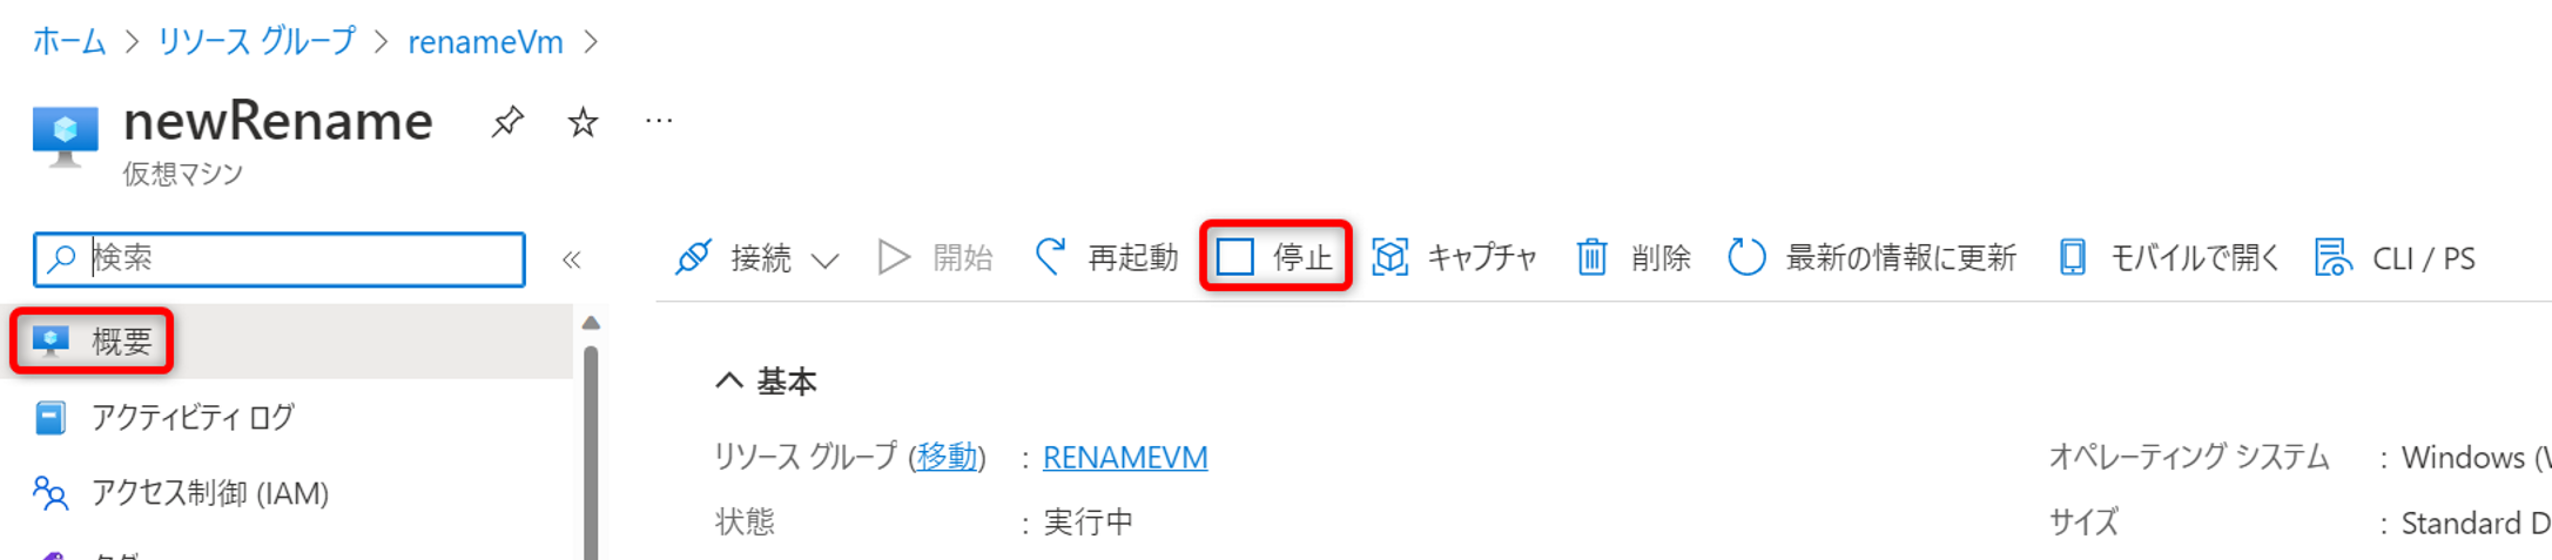 ホーム > リソース グループ > renameVm >
newRename
仮想マシン
検索
接続 開始 再起動 停止 キャプチャ 削除 最新の情報に更新 モバイルで開く CLI / PS
概要
アクティビティ ログ
アクセス制御 (IAM)
基本
リソース グループ (移動) : RENAMEVM
状態 : 実行中
オペレーティング システム : Windows
サイズ : Standard